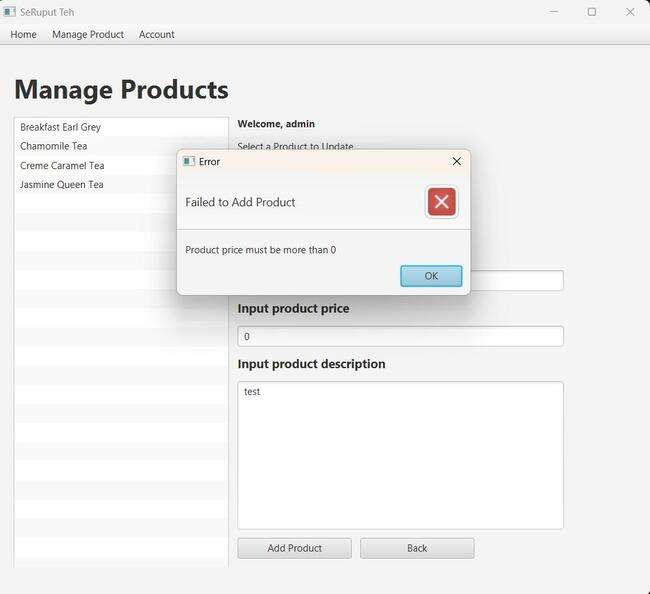 SeRuput Teh
Home Manage Product Account
Manage Products
Breakfast Earl Grey
Chamomile Tea
Creme Caramel Tea
Jasmine Queen Tea
Welcome, admin
Select a Product to Update
Error
Failed to Add Product
Product price must be more than 0
OK
Input product price
0
Input product description
test
Add Product
Back